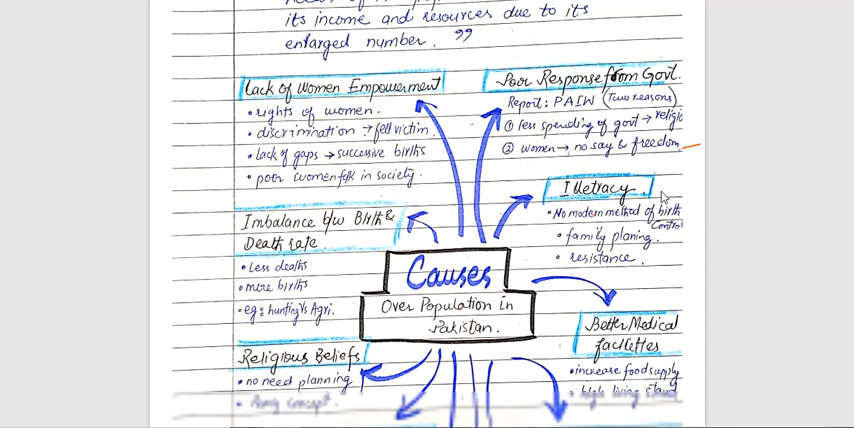 its income and resources due to its
enlarged number. "
Lack of Women Empowerment
• rights of women.
• discrimination → fell victim.
• lack of gaps → successive births
• poor womenfolk in society.
Poor Response from Govt.
Report: PAIW (Two reasons)
① less spending of govt → religio
② women → no say & freedom.
Illetracy.
• No modern method of birth
Control
• family planing.
• resistance.
Imbalance b/w Birth &
Death rate.
• Less deaths
• more births
• eg: hunting Vs Agri.
Causes
Over Population in
Pakistan.
Better Medical
facilettes
• increase food supply
• high living stand
Religious Beliefs
• no need planning